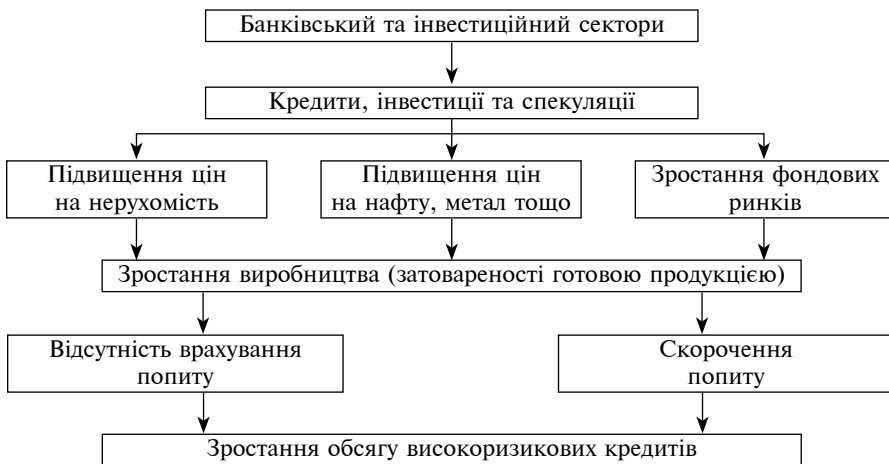 Банківський та інвестиційний сектори
Кредити, інвестиції та спекуляції
Підвищення цін
на нерухомість
Підвищення цін
на нафту, метал тощо
Зростання фондових
ринків
Зростання виробництва (затовареності готовою продукцією)
Відсутність врахування
попиту
Скорочення
попиту
Зростання обсягу високоризикових кредитів